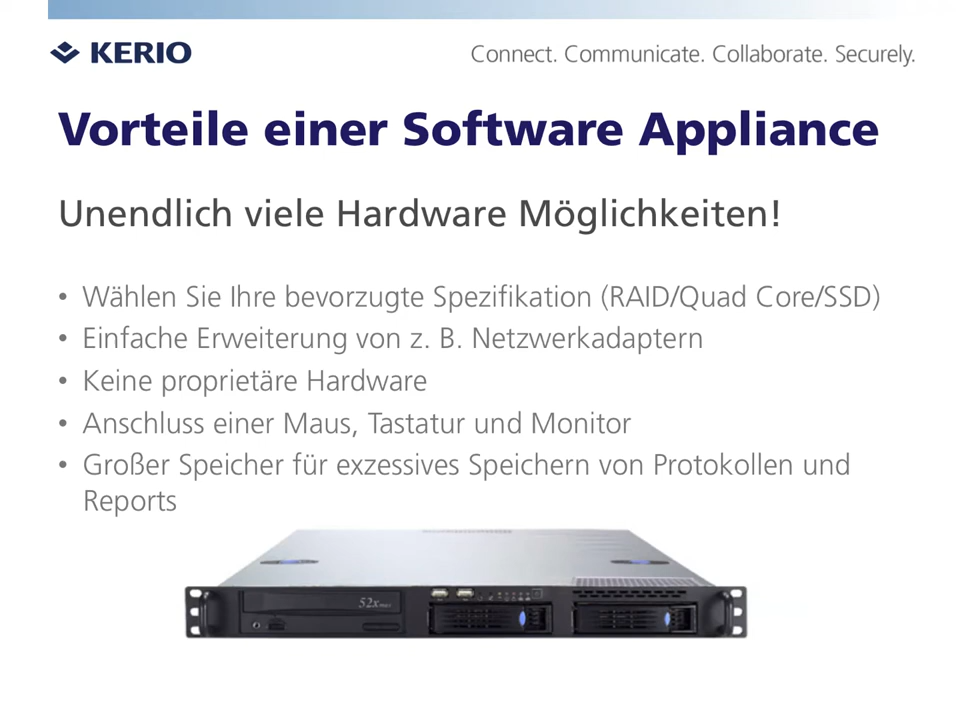 KERIO
Connect. Communicate. Collaborate. Securely.
Vorteile einer Software Appliance
Unendlich viele Hardware Möglichkeiten!
• Wählen Sie Ihre bevorzugte Spezifikation (RAID/Quad Core/SSD)
• Einfache Erweiterung von z. B. Netzwerkadaptern
• Keine proprietäre Hardware
• Anschluss einer Maus, Tastatur und Monitor
• Großer Speicher für exzessives Speichern von Protokollen und
Reports
52x max